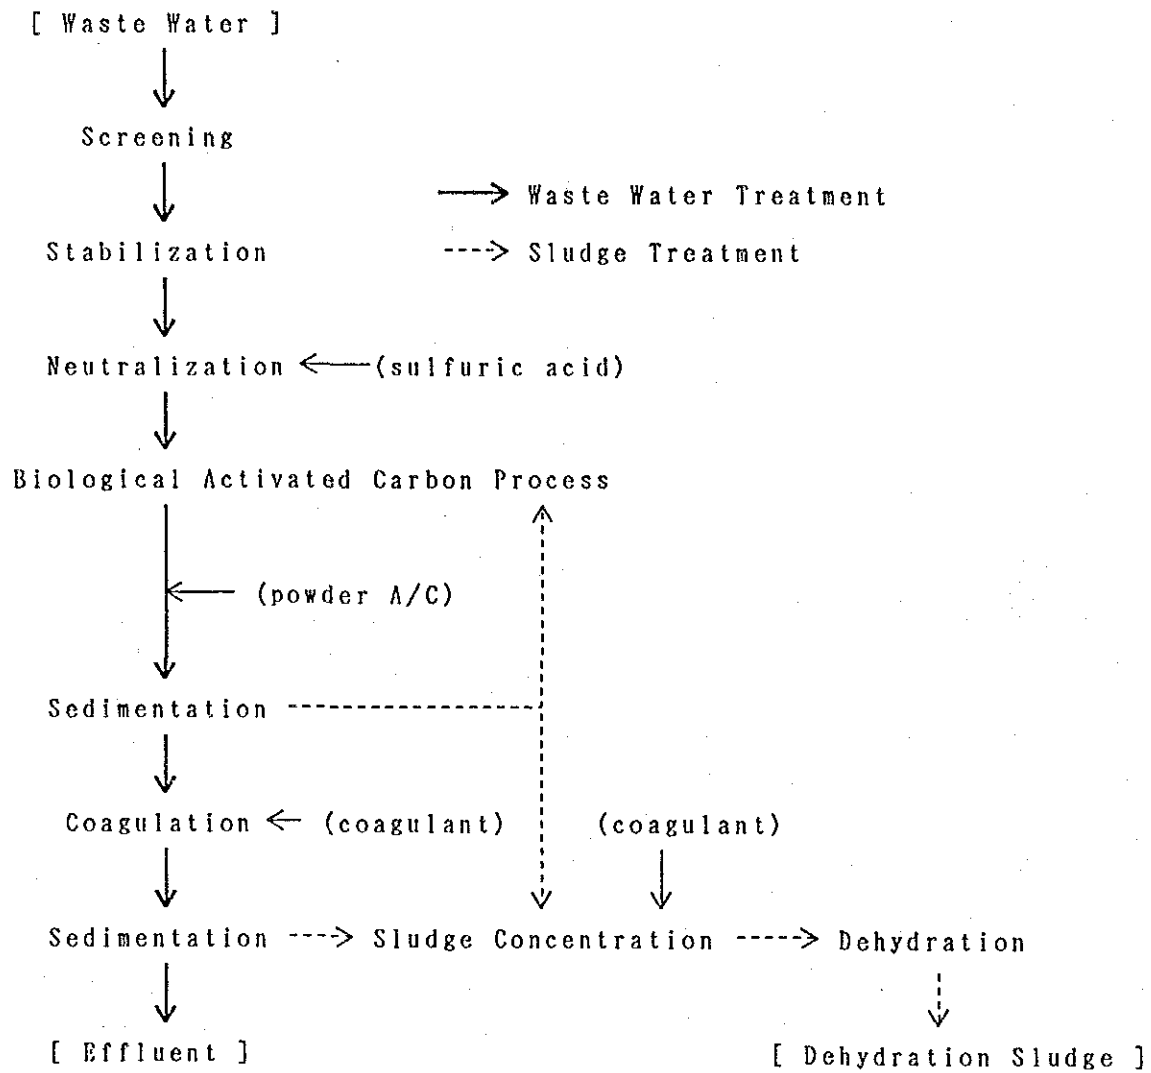 [ Waste Water ]
Screening
Waste Water Treatment
Stabilization
Sludge Treatment
Neutralization
(sulfuric acid)
Biological Activated Carbon Process
(powder A/C)
Sedimentation
Coagulation
(coagulant)
(coagulant)
Sedimentation
Sludge Concentration
Dehydration
[ Effluent ]
[ Dehydration Sludge ]